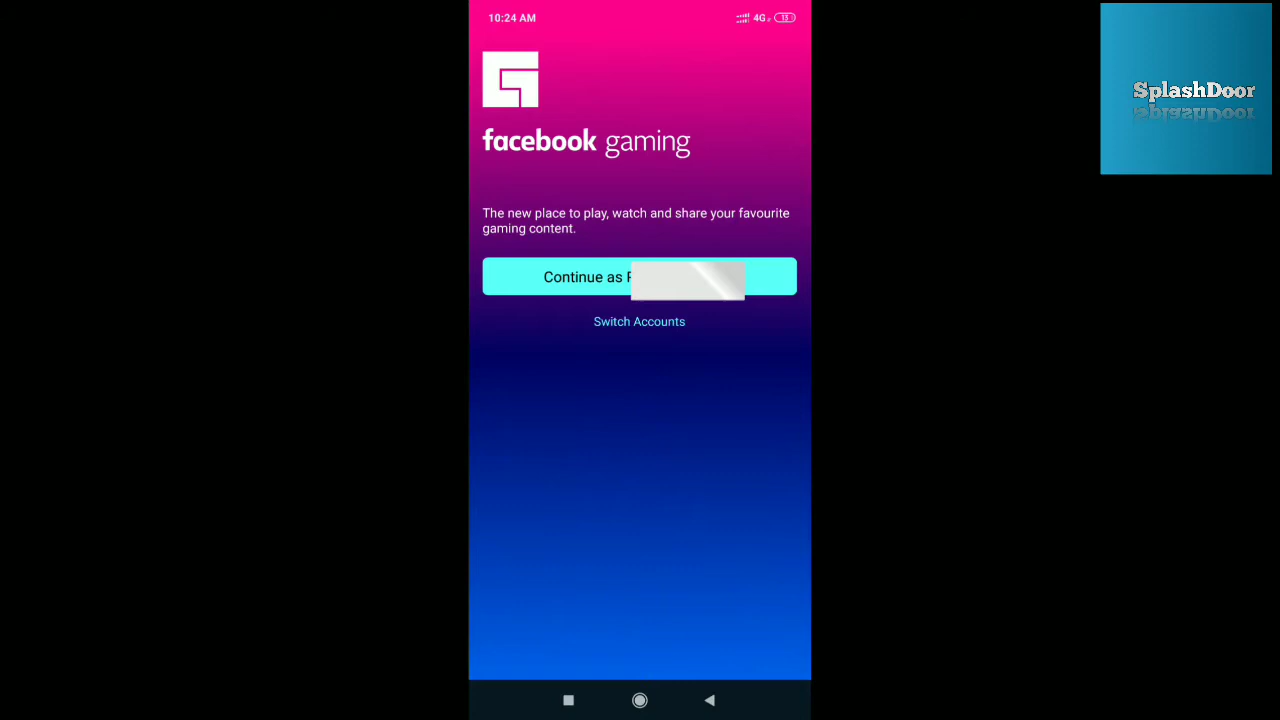 10:24 AM
4G
15
SplashDoor
facebook gaming
The new place to play, watch and share your favourite
gaming content.
Continue as
Switch Accounts